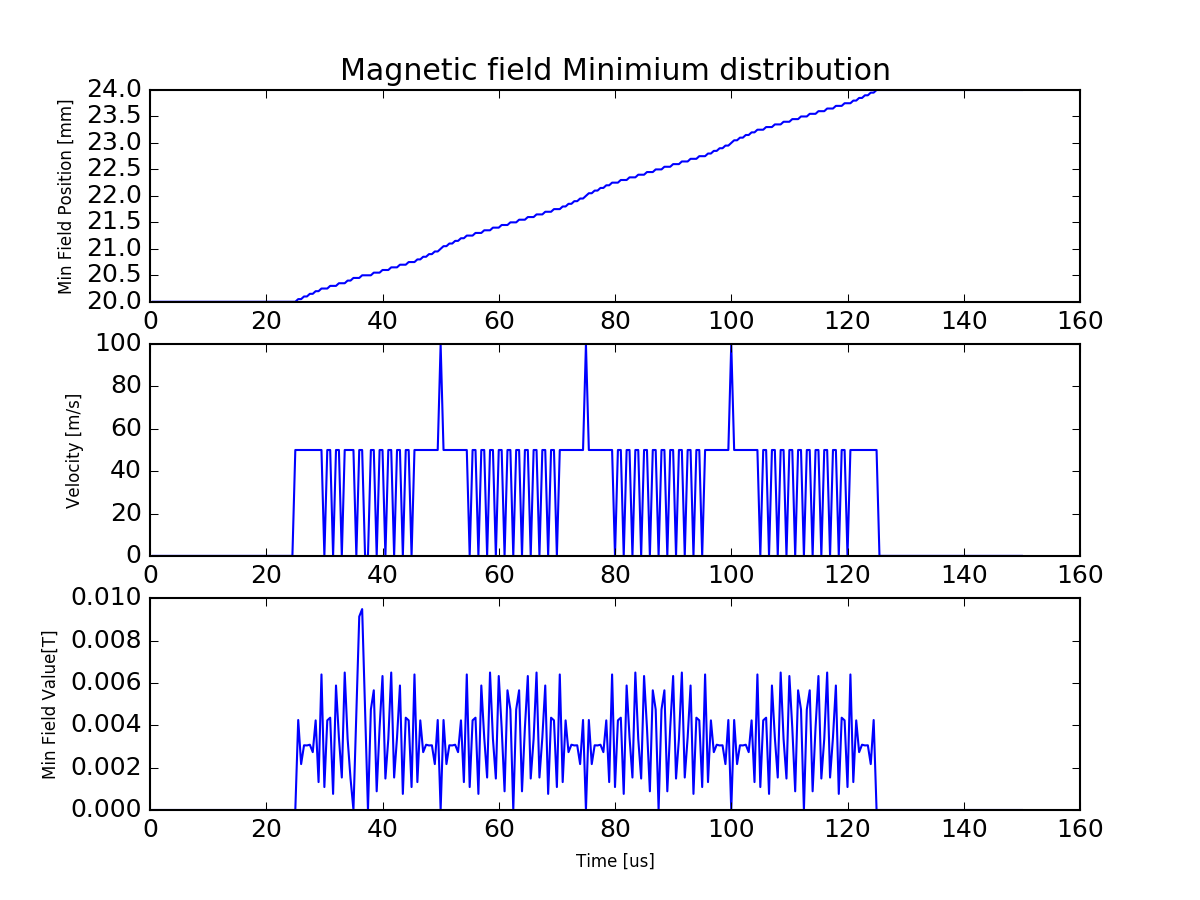 Magnetic field Minimium distribution
24.0
23.5
23.0
22.5
22.0
21.5
21.0
20.5
20.0
Min Field Position [mm]
0 20 40 60 80 100 120 140 160
100
80
60
40
20
0
Velocity [m/s]
0 20 40 60 80 100 120 140 160
0.010
0.008
0.006
0.004
0.002
0.000
Min Field Value[T]
0 20 40 60 80 100 120 140 160
Time [us]